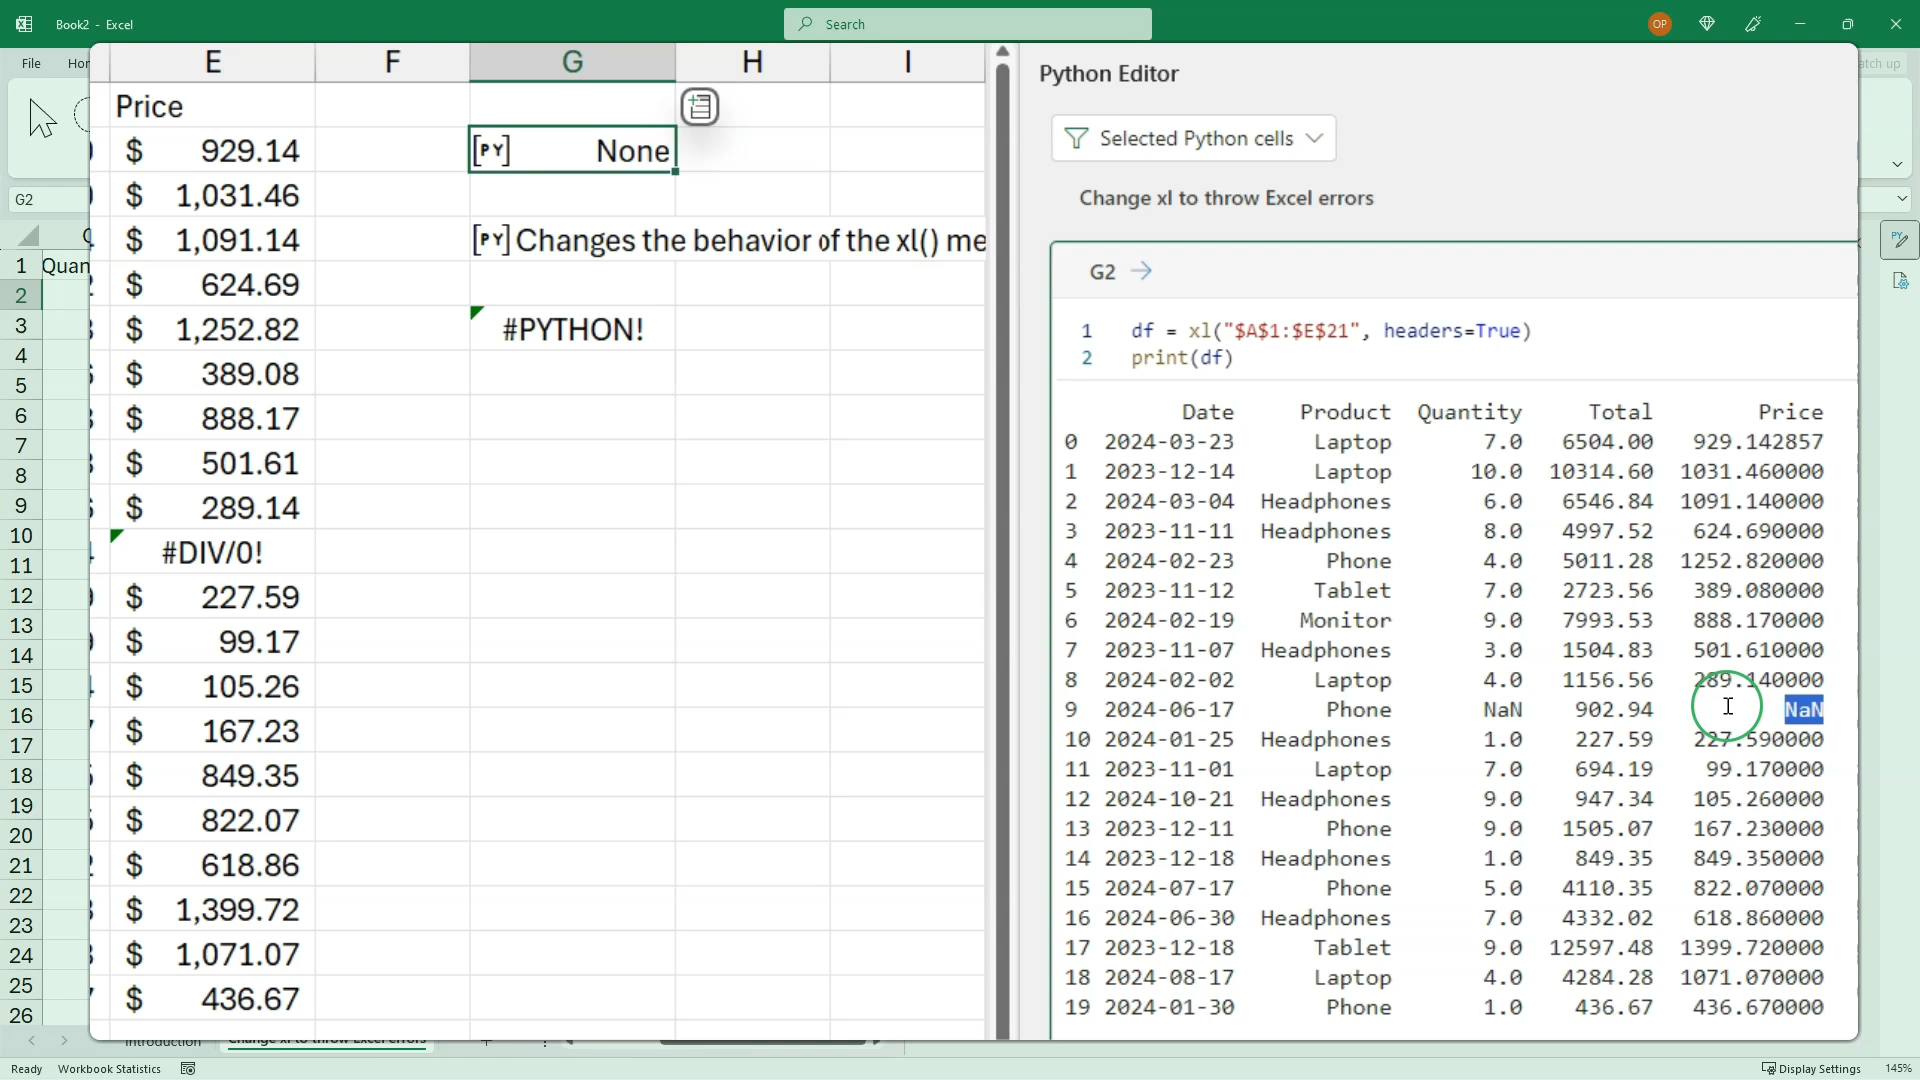 Book2 - Excel
Search
OP
File
Hor
atch up
G2
E F G H I
Price
[PY] None
$ 929.14
$ 1,031.46
$ 1,091.14
[PY] Changes the behavior of the xl() me
$ 624.69
$ 1,252.82
#PYTHON!
$ 389.08
$ 888.17
$ 501.61
$ 289.14
#DIV/0!
$ 227.59
$ 99.17
$ 105.26
$ 167.23
$ 849.35
$ 822.07
$ 618.86
$ 1,399.72
$ 1,071.07
$ 436.67
1 Quan
2
3
4
5
6
7
8
9
10
11
12
13
14
15
16
17
18
19
20
21
22
23
24
25
26
Python Editor
Selected Python cells
Change xl to throw Excel errors
G2
1 df = xl("$A$1:$E$21", headers=True)
2 print(df)
Date Product Quantity Total Price
0 2024-03-23 Laptop 7.0 6504.00 929.142857
1 2023-12-14 Laptop 10.0 10314.60 1031.460000
2 2024-03-04 Headphones 6.0 6546.84 1091.140000
3 2023-11-11 Headphones 8.0 4997.52 624.690000
4 2024-02-23 Phone 4.0 5011.28 1252.820000
5 2023-11-12 Tablet 7.0 2723.56 389.080000
6 2024-02-19 Monitor 9.0 7993.53 888.170000
7 2023-11-07 Headphones 3.0 1504.83 501.610000
8 2024-02-02 Laptop 4.0 1156.56 289.140000
9 2024-06-17 Phone NaN 902.94 NaN
10 2024-01-25 Headphones 1.0 227.59 227.590000
11 2023-11-01 Laptop 7.0 694.19 99.170000
12 2024-10-21 Headphones 9.0 947.34 105.260000
13 2023-12-11 Phone 9.0 1505.07 167.230000
14 2023-12-18 Headphones 1.0 849.35 849.350000
15 2024-07-17 Phone 5.0 4110.35 822.070000
16 2024-06-30 Headphones 7.0 4332.02 618.860000
17 2023-12-18 Tablet 9.0 12597.48 1399.720000
18 2024-08-17 Laptop 4.0 4284.28 1071.070000
19 2024-01-30 Phone 1.0 436.67 436.670000
Introduction
Change xl to throw Excel errors
Ready
Workbook Statistics
Display Settings
145%